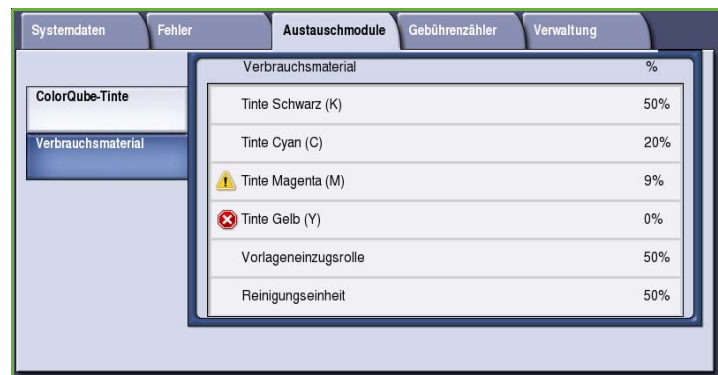 Systemdaten Fehler Austauschmodule Gebührenzähler Verwaltung
Verbrauchsmaterial %
ColorQube-Tinte
Verbrauchsmaterial
Tinte Schwarz (K) 50%
Tinte Cyan (C) 20%
Tinte Magenta (M) 9%
Tinte Gelb (Y) 0%
Vorlageneinzugsrolle 50%
Reinigungseinheit 50%